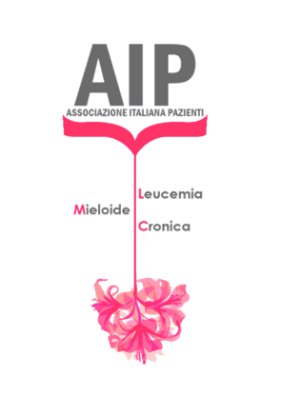 AIP
ASSOCIAZIONE ITALIANA PAZIENTI
Leucemia
Mieloide
Cronica